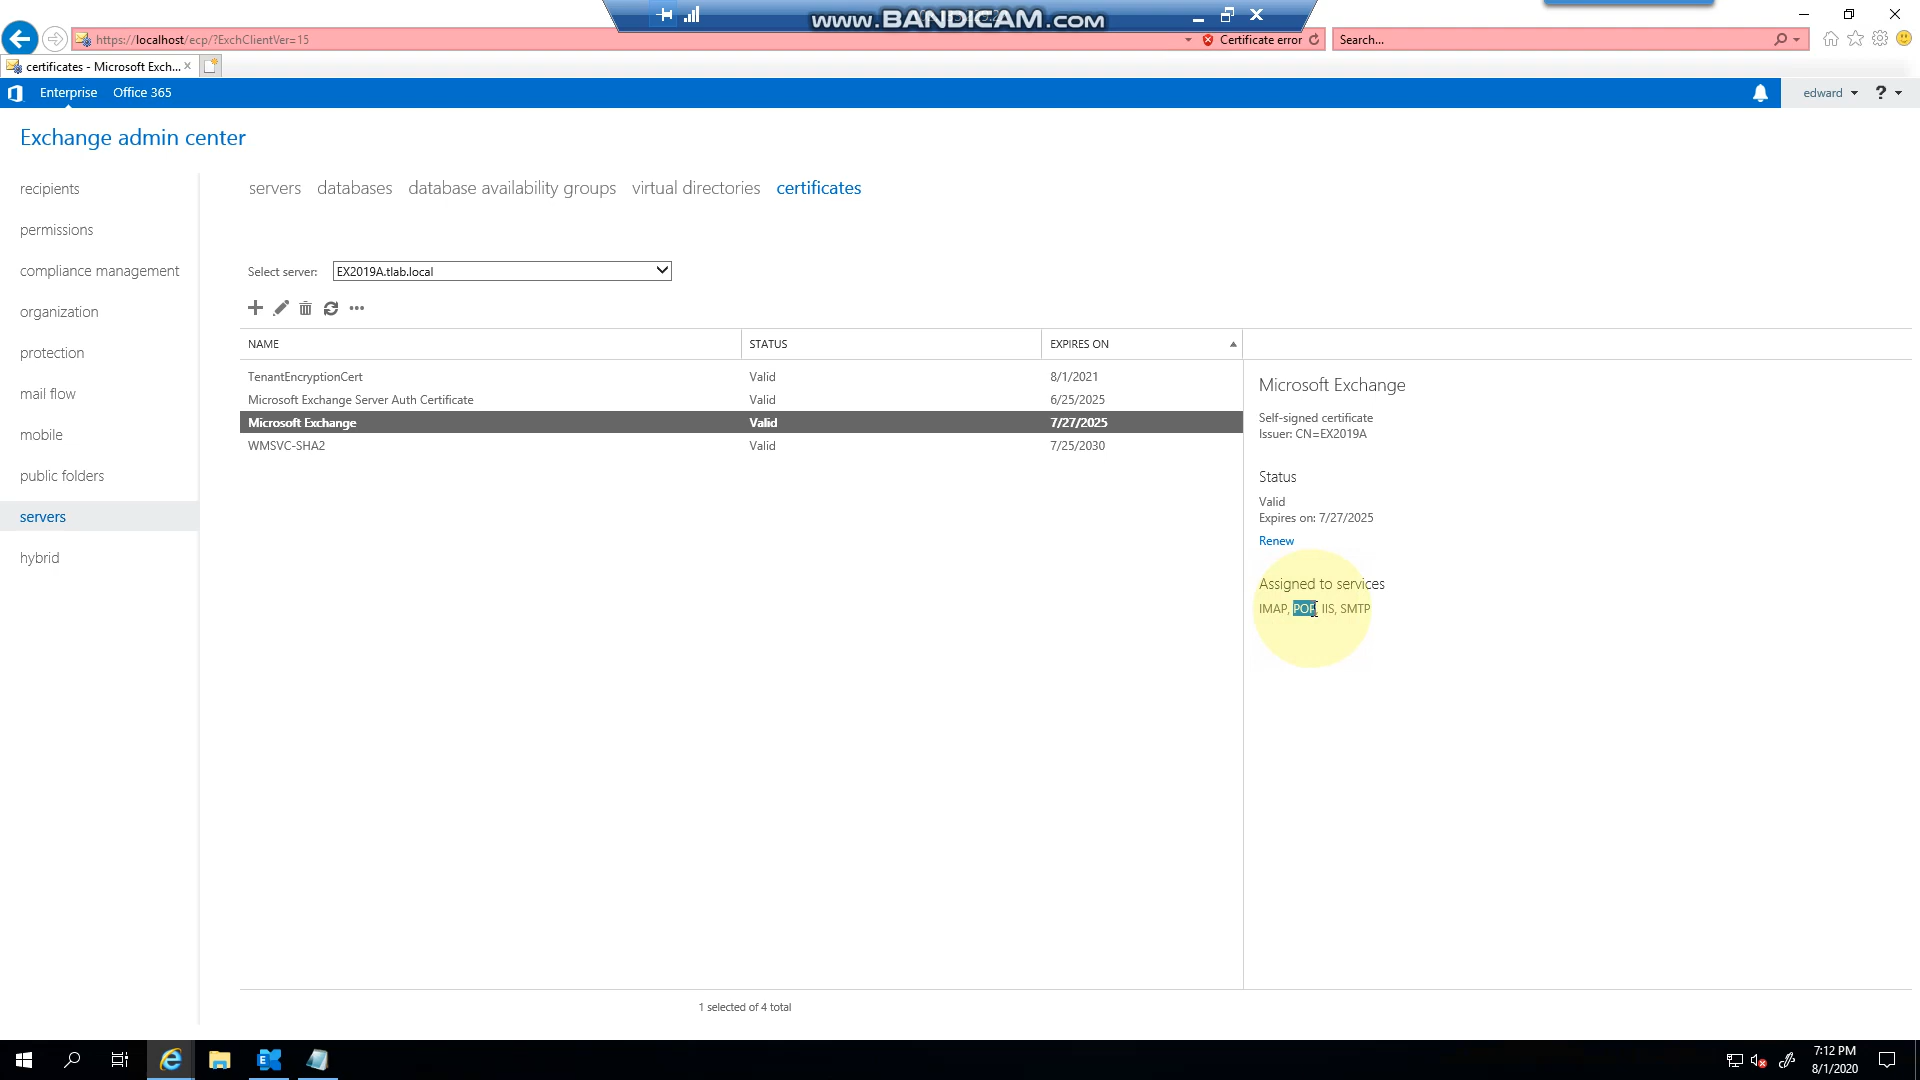 www.BANDICAM.com
https://localhost/ecp/?ExchClientVer=15
Certificate error
Search...
certificates - Microsoft Exch...
Enterprise Office 365
edward ?
Exchange admin center
recipients
permissions
compliance management
organization
protection
mail flow
mobile
public folders
servers
hybrid
servers databases database availability groups virtual directories certificates
Select server: EX2019A.tlab.local
NAME STATUS EXPIRES ON
TenantEncryptionCert Valid 8/1/2021
Microsoft Exchange Server Auth Certificate Valid 6/25/2025
Microsoft Exchange Valid 7/27/2025
WMSVC-SHA2 Valid 7/25/2030
1 selected of 4 total
Microsoft Exchange
Self-signed certificate
Issuer: CN=EX2019A
Status
Valid
Expires on: 7/27/2025
Renew
Assigned to services
IMAP, POP, IIS, SMTP
7:12 PM
8/1/2020